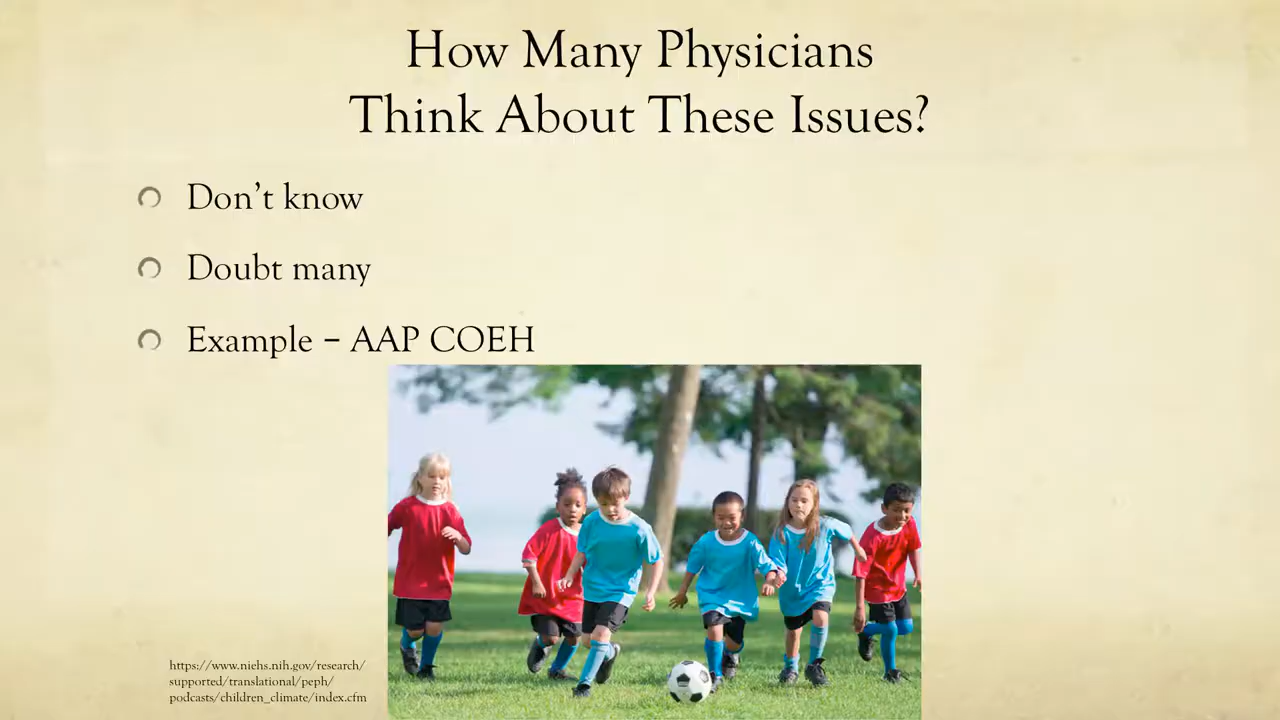 How Many Physicians
Think About These Issues?
Don’t know
Doubt many
Example – AAP COEH
https://www.niehs.nih.gov/research/
supported/translational/peph/
podcasts/children_climate/index.cfm